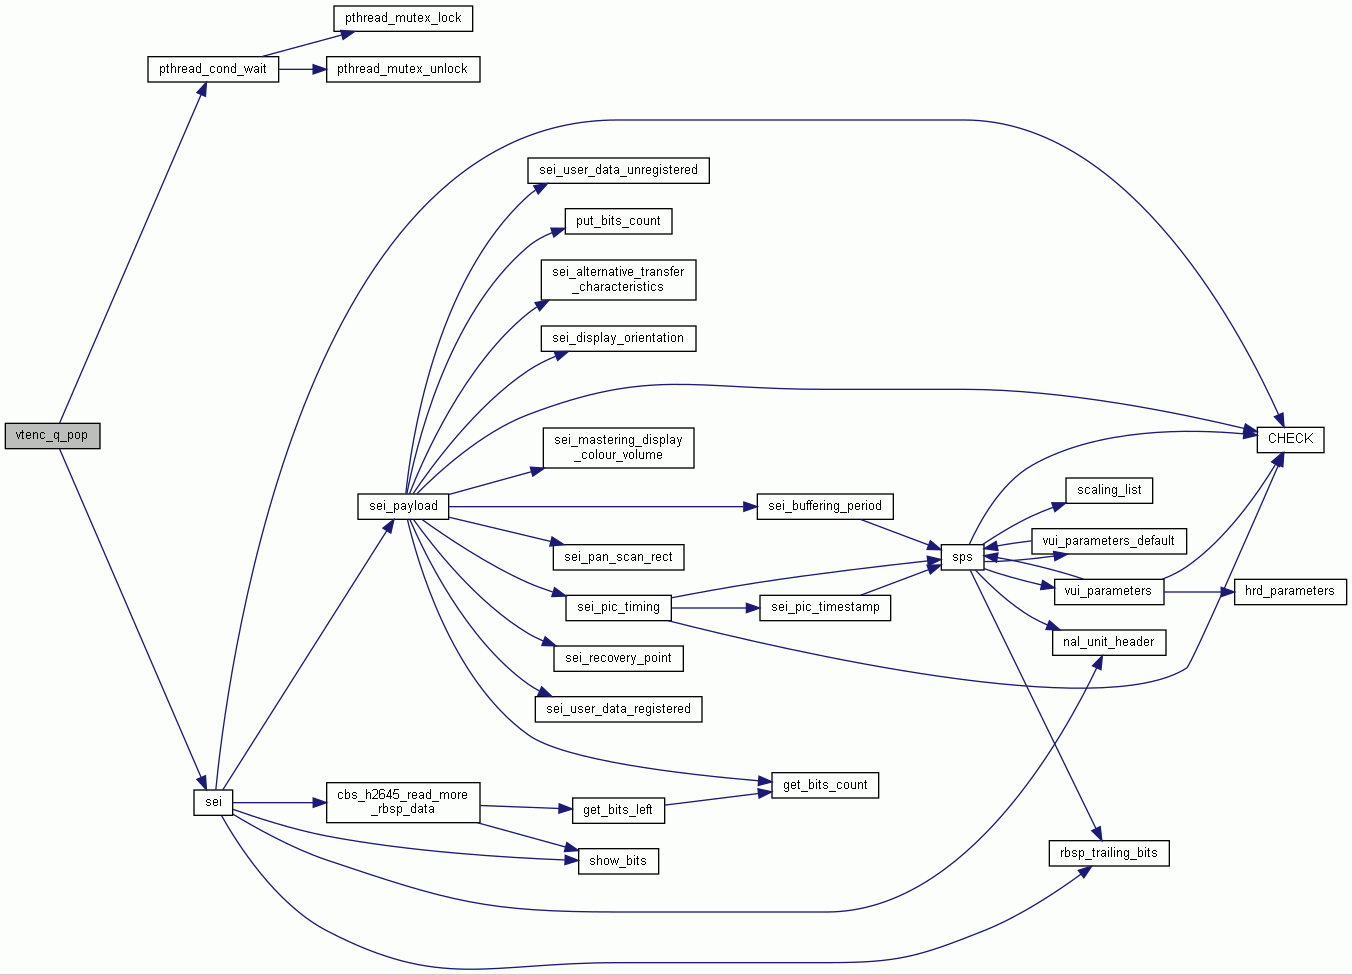 pthread_mutex_lock
pthread_cond_wait
pthread_mutex_unlock
sei_user_data_unregistered
put_bits_count
sei_alternative_transfer
_characteristics
sei_display_orientation
vtenc_q_pop
CHECK
sei_mastering_display
_colour_volume
scaling_list
sei_payload
sei_buffering_period
vui_parameters_default
sei_pan_scan_rect
sps
vui_parameters
hrd_parameters
sei_pic_timing
sei_pic_timestamp
nal_unit_header
sei_recovery_point
sei_user_data_registered
get_bits_count
sei
cbs_h2645_read_more
_rbsp_data
get_bits_left
show_bits
rbsp_trailing_bits